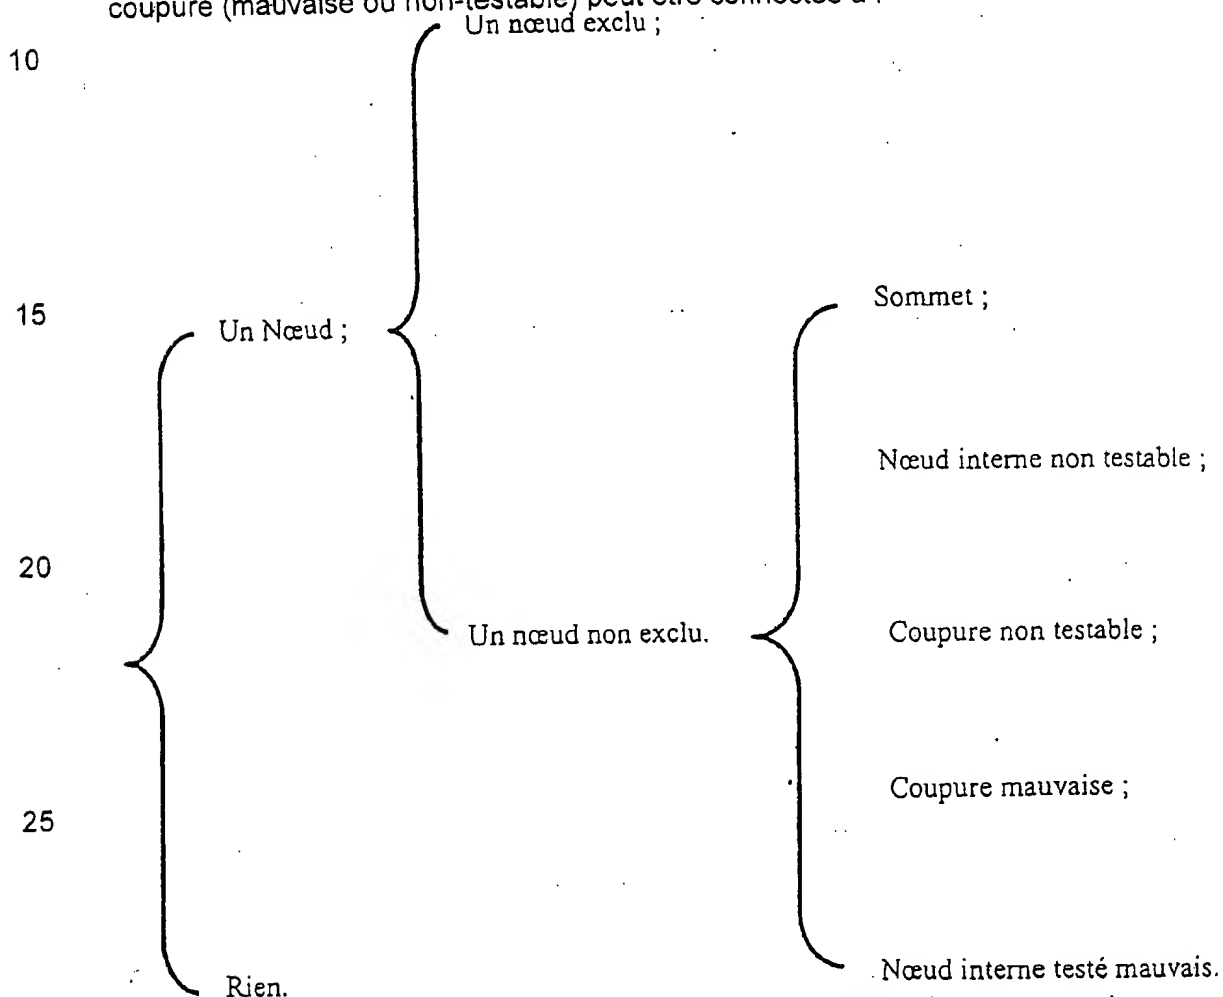 coupure (mauvaise ou non-testable) peut être connectée à :
Un nœud exclu ;
10
15
Sommet ;
Un Nœud ;
Nœud interne non testable ;
20
Un nœud non exclu.
Coupure non testable ;
Coupure mauvaise ;
25
Nœud interne testé mauvais.
Rien.